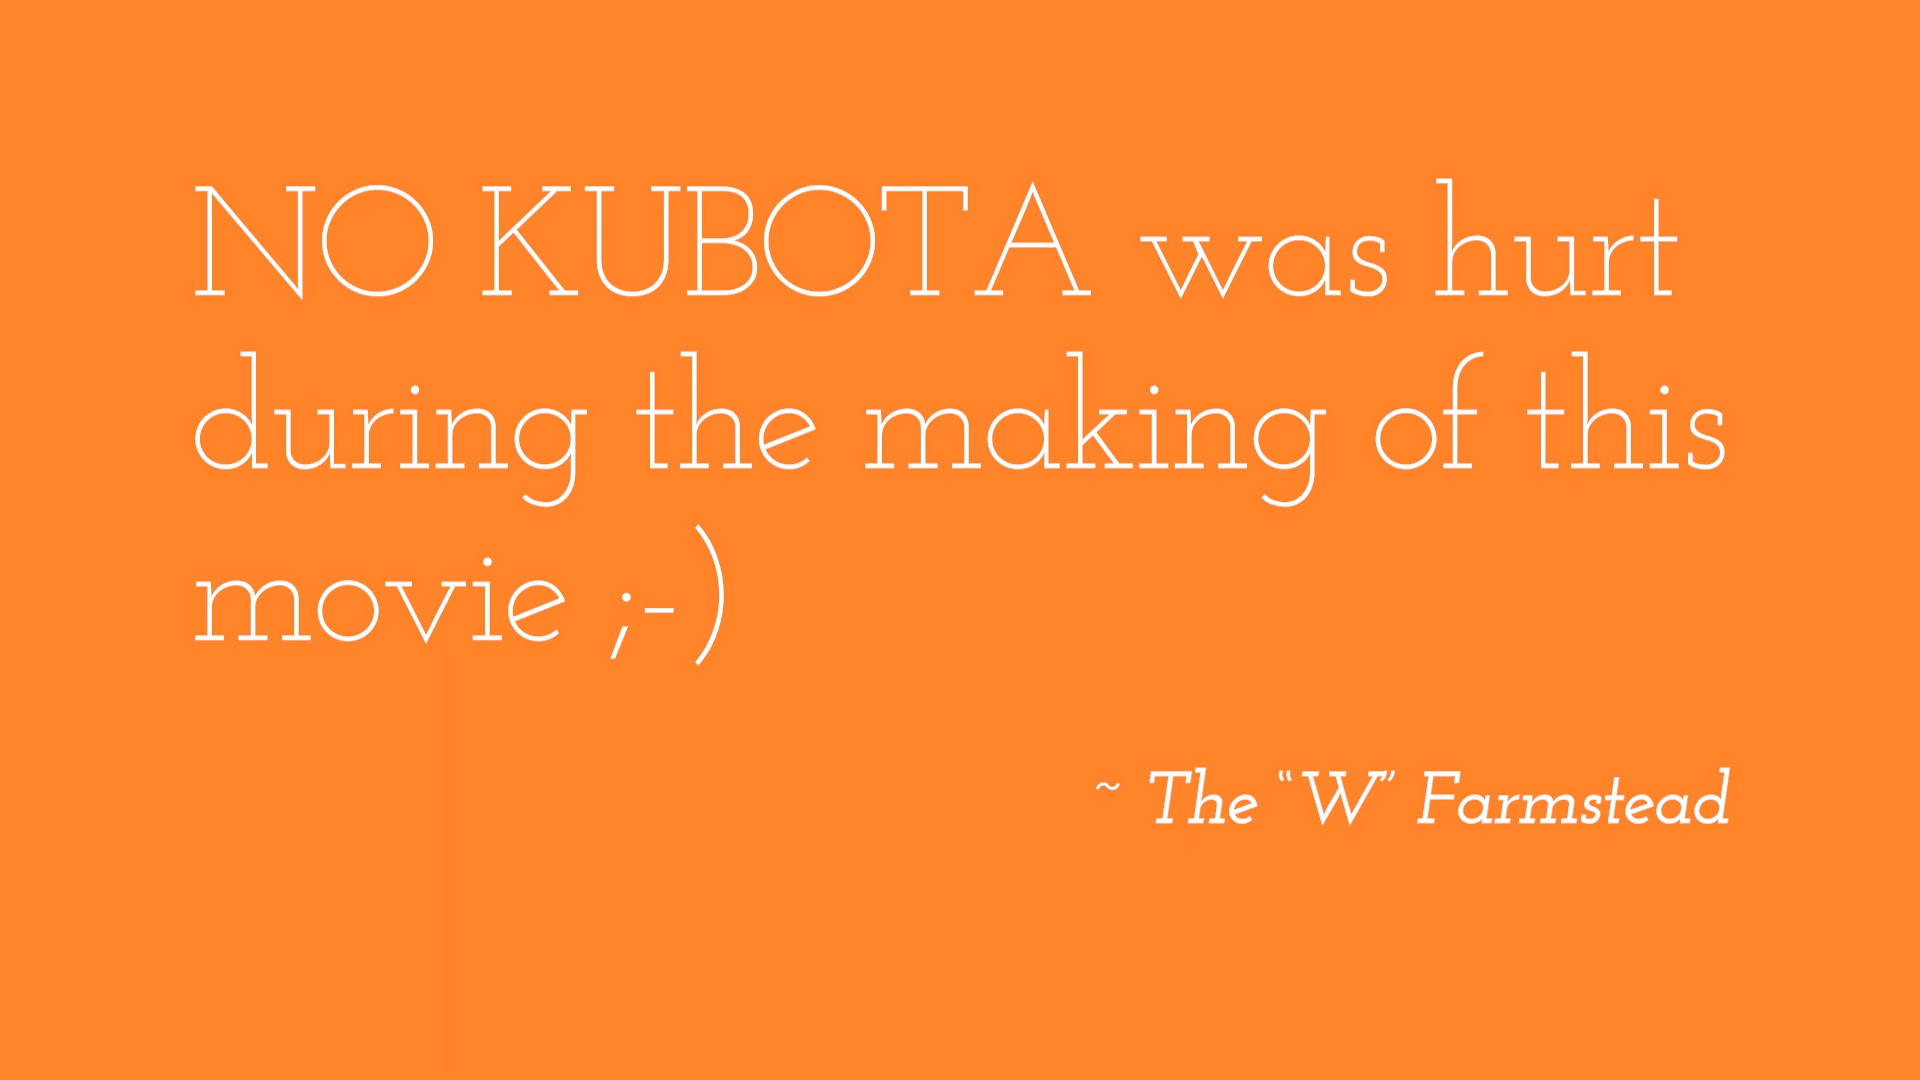 NO KUBOTA was hurt
during the making of this
movie ;-)
~ The “W” Farmstead